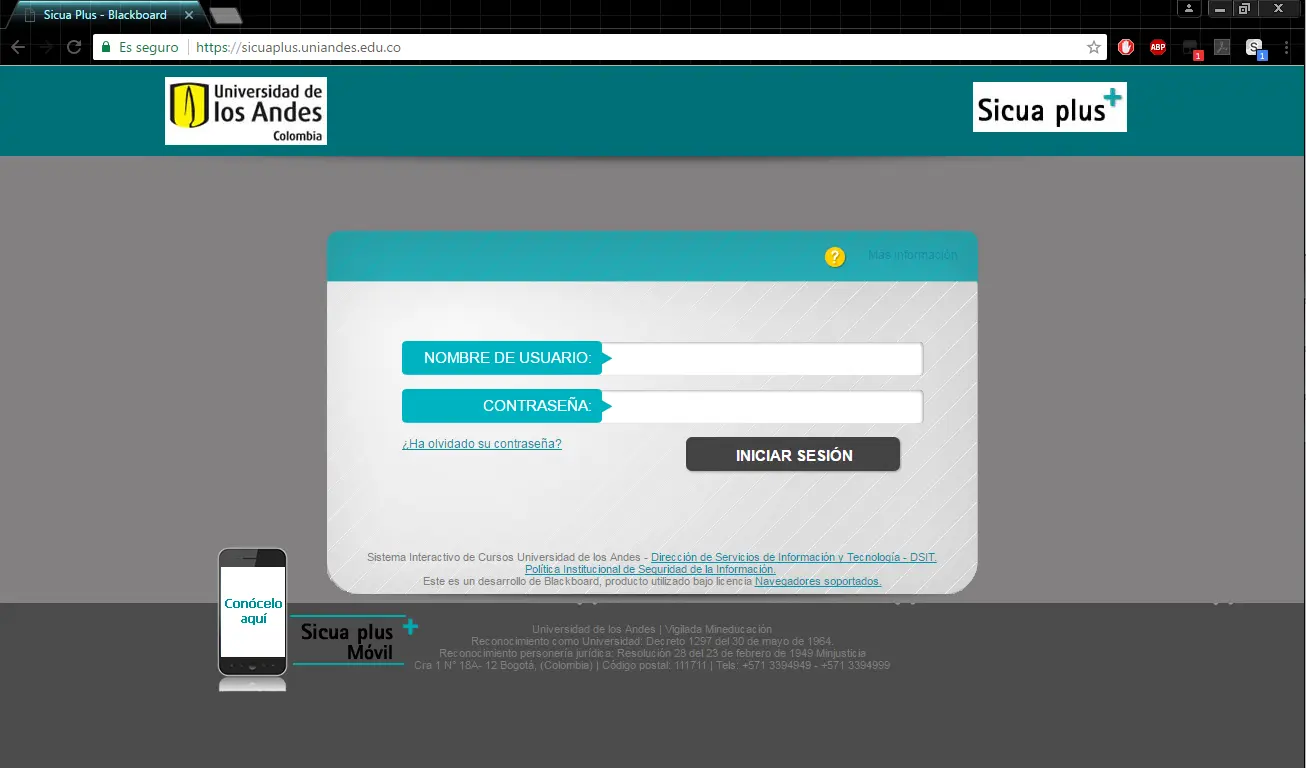 Sicua Plus - Blackboard
Es seguro
https://sicuaplus.uniandes.edu.co
ABP
1
S
1
Universidad de
los Andes
Colombia
Sicua plus+
?
Más información
NOMBRE DE USUARIO:
CONTRASEÑA:
¿Ha olvidado su contraseña?
INICIAR SESIÓN
Sistema Interactivo de Cursos Universidad de los Andes - Dirección de Servicios de Información y Tecnología - DSIT.
Política Institucional de Seguridad de la Información.
Este es un desarrollo de Blackboard, producto utilizado bajo licencia Navegadores soportados.
Conócelo
aquí
Sicua plus+
Móvil
Universidad de los Andes | Vigilada Mineducación
Reconocimiento como Universidad: Decreto 1297 del 30 de mayo de 1964.
Reconocimiento personería jurídica: Resolución 28 del 23 de febrero de 1949 Minjusticia
Cra 1 N° 18A- 12 Bogotá, (Colombia) | Código postal: 111711 | Tels: +571 3394949 - +571 3394999